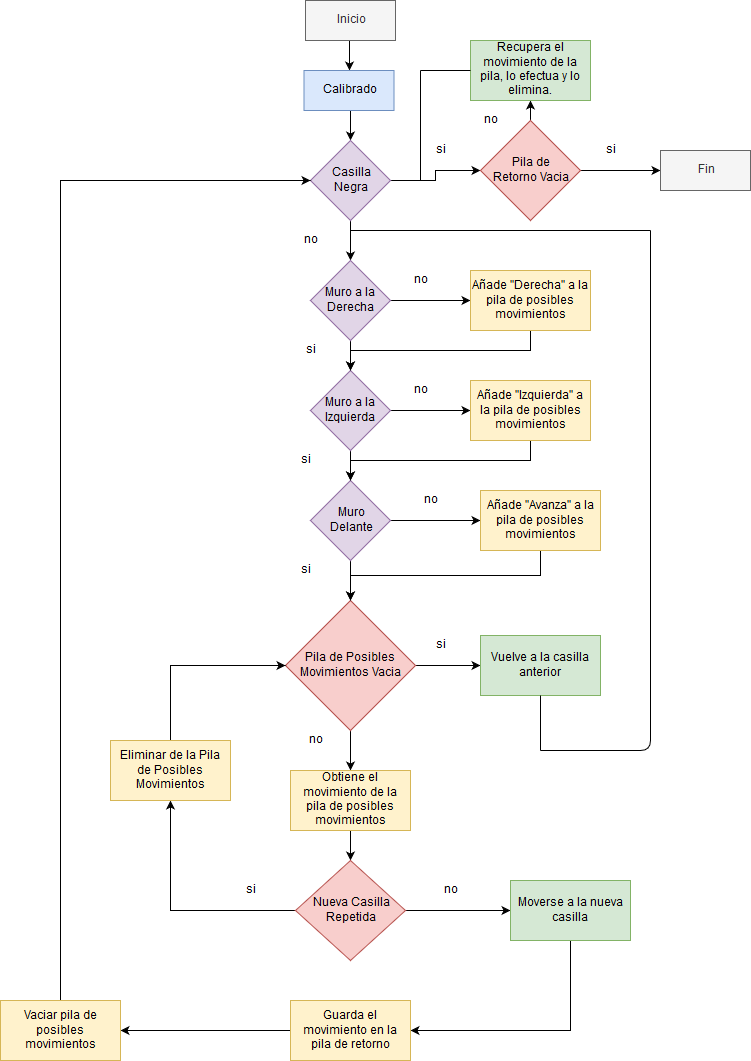 Inicio
Recupera el
movimiento de la
pila, lo efectua y lo
elimina.
Calibrado
no
si
si
Casilla
Negra
Pila de
Retorno Vacia
Fin
no
Muro a la
Derecha
no
Añade "Derecha" a la
pila de posibles
movimientos
si
Muro a la
Izquierda
no
Añade "Izquierda" a
la pila de posibles
movimientos
si
Muro
Delante
no
Añade "Avanza" a la
pila de posibles
movimientos
si
Pila de Posibles
Movimientos Vacia
si
Vuelve a la casilla
anterior
no
Eliminar de la Pila
de Posibles
Movimientos
Obtiene el
movimiento de la
pila de posibles
movimientos
si
Nueva Casilla
Repetida
no
Moverse a la nueva
casilla
Vaciar pila de
posibles
movimientos
Guarda el
movimiento en la
pila de retorno